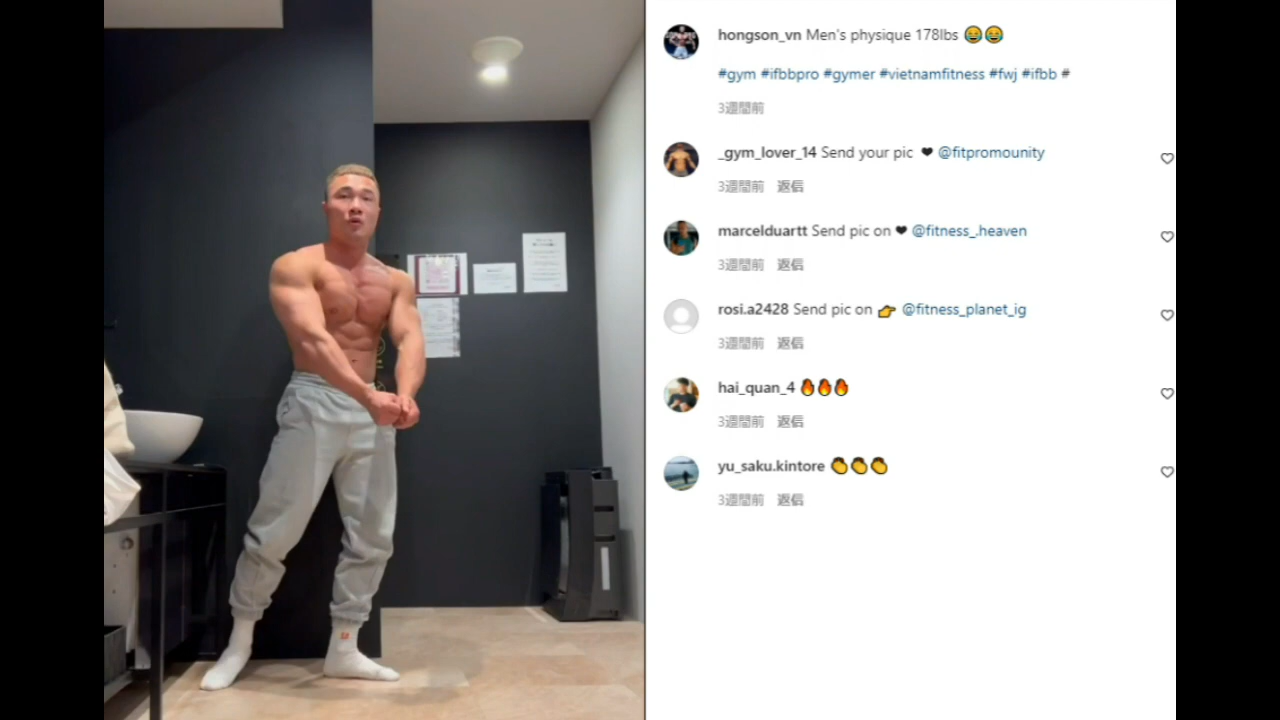 hongson_vn Men's physique 178lbs 😂😂
#gym #ifbbpro #gymer #vietnamfitness #fwj #ifbb #
3週間前
_gym_lover_14 Send your pic ❤ @fitpromounity
3週間前 返信
marcelduartt Send pic on ❤ @fitness_.heaven
3週間前 返信
rosi.a2428 Send pic on 👉 @fitness_planet_ig
3週間前 返信
hai_quan_4 🔥🔥🔥
3週間前 返信
yu_saku.kintore 👏👏👏
3週間前 返信